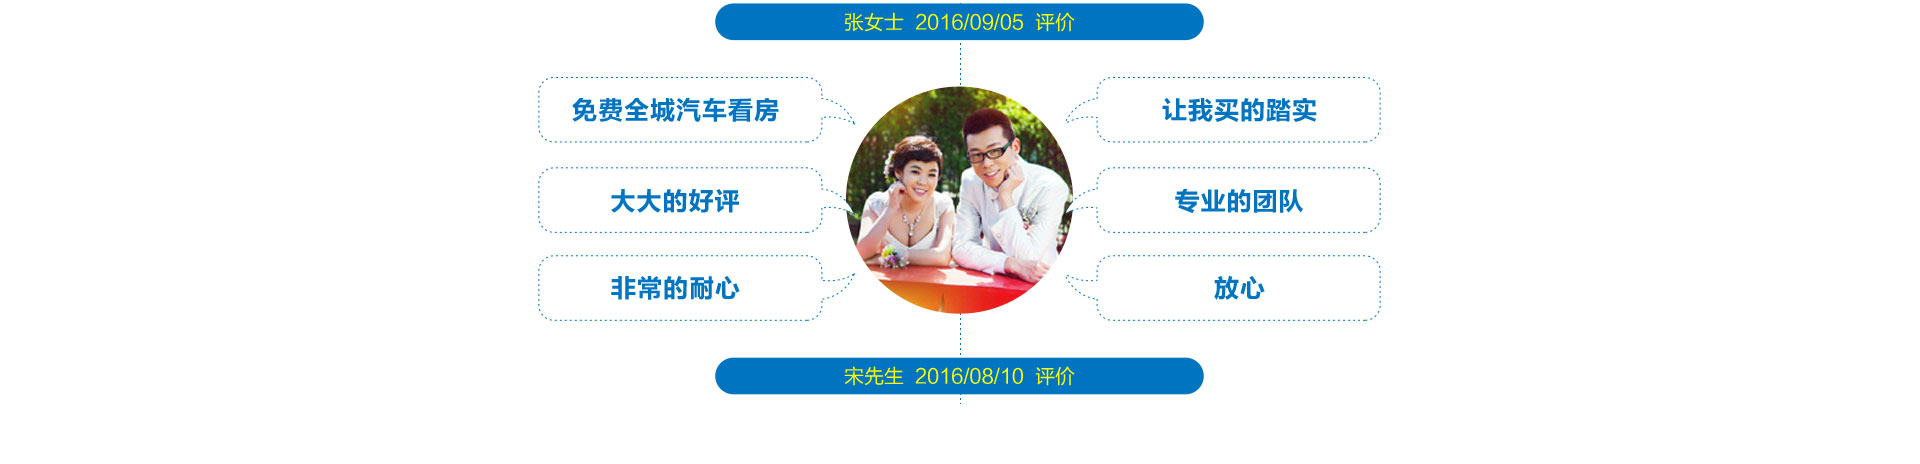 张女士 2016/09/05 评价
免费全城汽车看房
让我买的踏实
大大的好评
专业的团队
非常的耐心
放心
宋先生 2016/08/10 评价